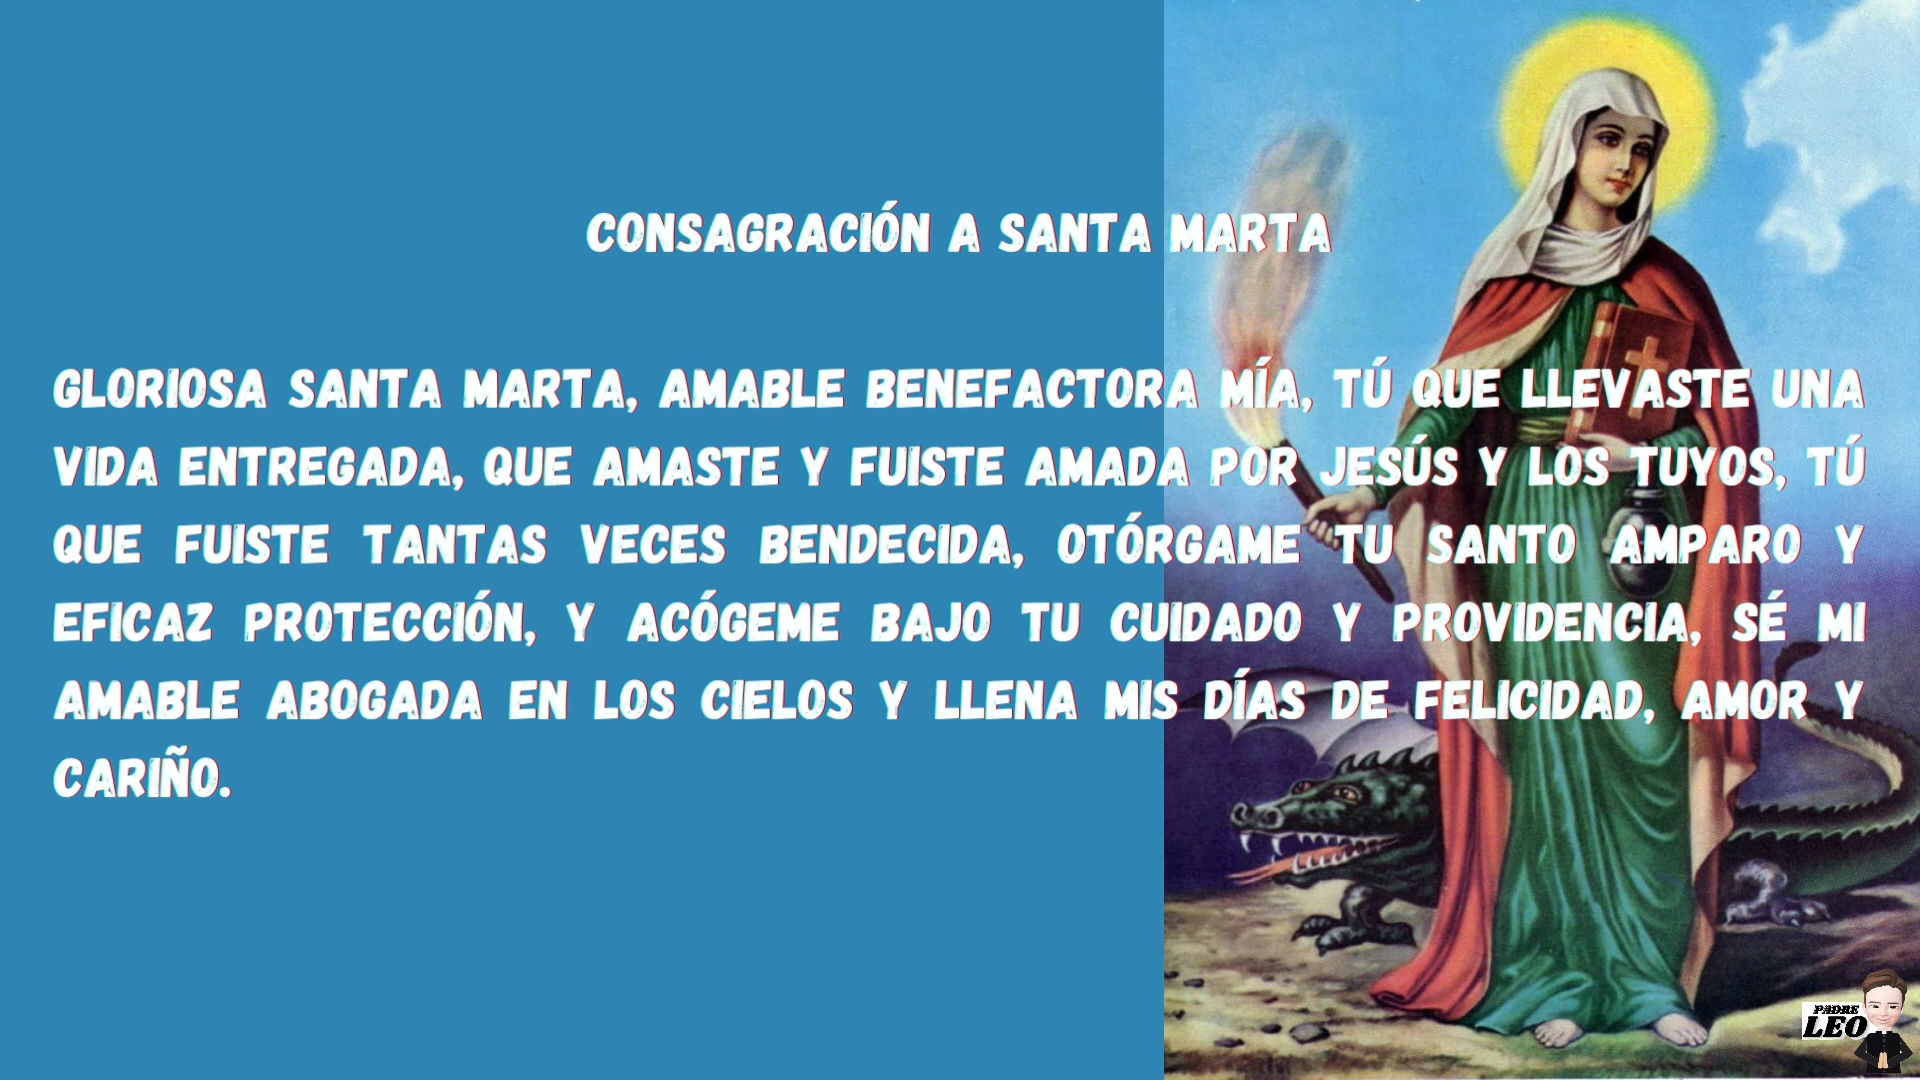 CONSAGRACIÓN A SANTA MARTA
GLORIOSA SANTA MARTA, AMABLE BENEFACTORA MÍA, TÚ QUE LLEVASTE UNA
VIDA ENTREGADA, QUE AMASTE Y FUISTE AMADA POR JESÚS Y LOS TUYOS, TÚ
QUE FUISTE TANTAS VECES BENDECIDA, OTÓRGAME TU SANTO AMPARO Y
EFICAZ PROTECCIÓN, Y ACÓGEME BAJO TU CUIDADO Y PROVIDENCIA, SÉ MI
AMABLE ABOGADA EN LOS CIELOS Y LLENA MIS DÍAS DE FELICIDAD, AMOR Y
CARIÑO.
PADRE
LEO